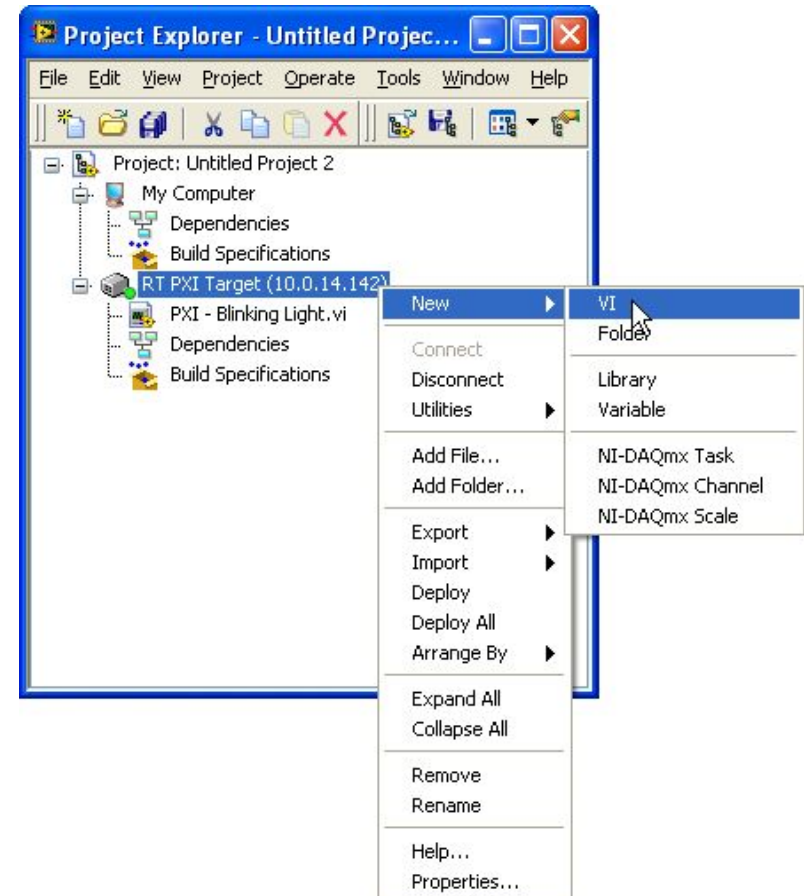 Project Explorer - Untitled Projec...
File Edit View Project Operate Tools Window Help
Project: Untitled Project 2
My Computer
Dependencies
Build Specifications
RT PXI Target (10.0.14.142)
PXI - Blinking Light.vi
Dependencies
Build Specifications
New
Connect
Disconnect
Utilities
Add File...
Add Folder...
Export
Import
Deploy
Deploy All
Arrange By
Expand All
Collapse All
Remove
Rename
Help...
Properties...
VI
Folder
Library
Variable
NI-DAQmx Task
NI-DAQmx Channel
NI-DAQmx Scale